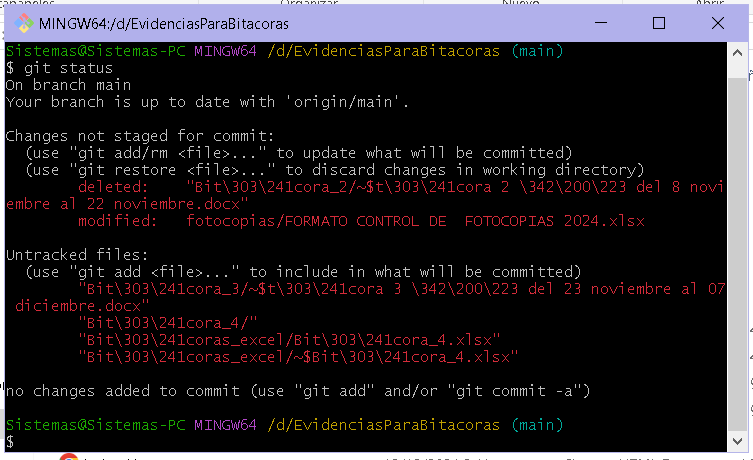 Organizar
Nuevo
Abrir
MINGW64:/d/EvidenciasParaBitacoras
Sistemas@Sistemas-PC MINGW64 /d/EvidenciasParaBitacoras (main)
$ git status
On branch main
Your branch is up to date with 'origin/main'.
Changes not staged for commit:
(use "git add/rm <file>..." to update what will be committed)
(use "git restore <file>..." to discard changes in working directory)
deleted:    "Bit\303\241cora_2/~$t\303\241cora 2 \342\200\223 del 8 novi
embre al 22 noviembre.docx"
modified:   fotocopias/FORMATO CONTROL DE  FOTOCOPIAS 2024.xlsx
Untracked files:
(use "git add <file>..." to include in what will be committed)
"Bit\303\241cora_3/~$t\303\241cora 3 \342\200\223 del 23 noviembre al 07
diciembre.docx"
"Bit\303\241cora_4/"
"Bit\303\241coras_excel/Bit\303\241cora_4.xlsx"
"Bit\303\241coras_excel/~$Bit\303\241cora_4.xlsx"
no changes added to commit (use "git add" and/or "git commit -a")
Sistemas@Sistemas-PC MINGW64 /d/EvidenciasParaBitacoras (main)
$